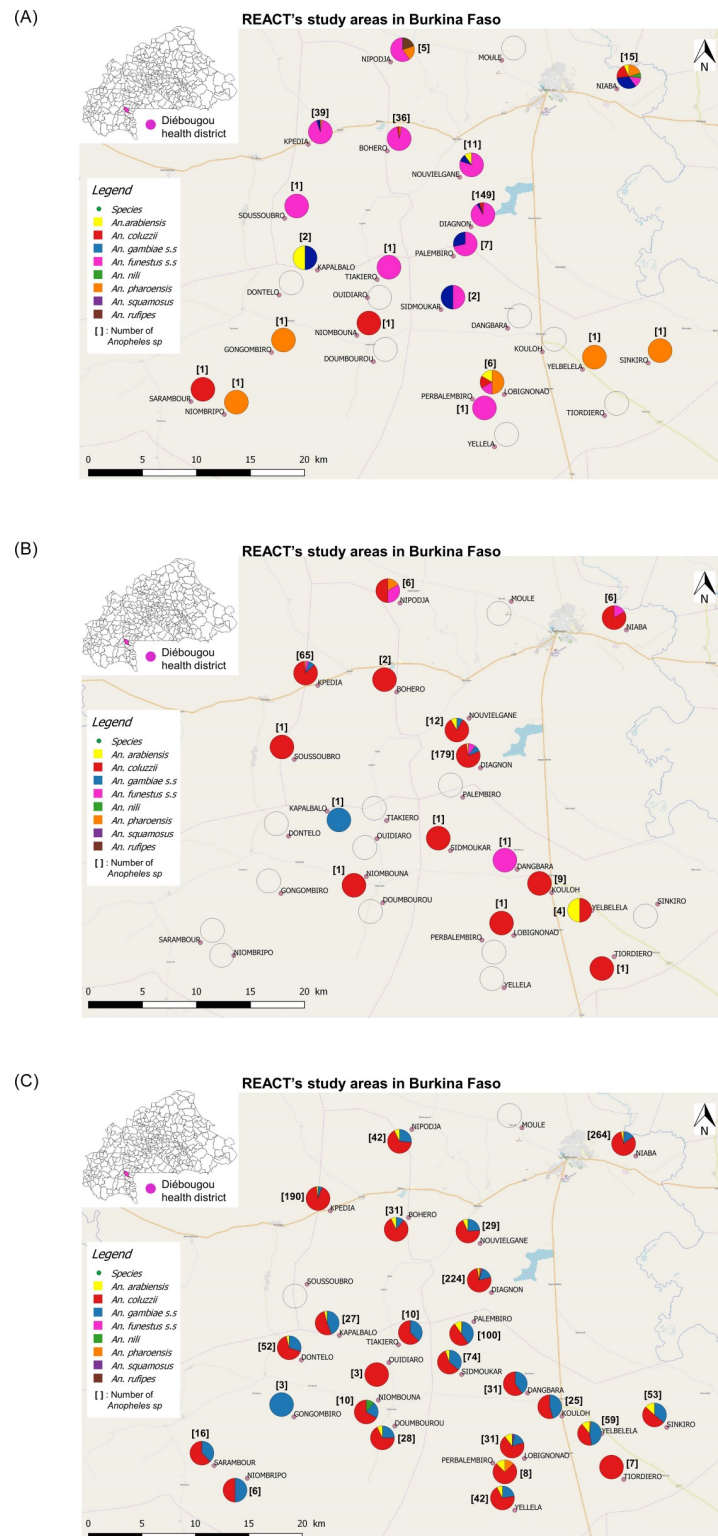 (A)
REACT's study areas in Burkina Faso
N
Diébougou
health district
Legend
Species
An.arabiensis
An. coluzzii
An. gambiae s.s
An. funestus s.s
An. nili
An. pharoensis
An. squamosus
An. rufipes
[ ] : Number of
Anopheles sp
[5]
NIPODJA
MOULE
[15]
NIABA
[39]
KPEDIA
[36]
BOHERO
[11]
NOUVIELGANE
[1]
SOUSSOUBRO
[149]
DIAGNON
[2]
KAPALBALO
[1]
TIAKIERO
PALEMBIRO
[7]
DONTELO
OUIDIARO
SIDMOUKAR
[2]
NIOMBOUNA
[1]
DANGBARA
[1]
GONGOMBIRO
DOUMBOUROU
KOULOH
[1]
YELBELELA
[1]
SINKIRO
[1]
SARAMBOUR
[1]
NIOMBRIPO
[6]
PERBALEMBIRO
LOBIGNONAO
[1]
TIORDIERO
YELLELA
0 5 10 15 20 km
(B)
REACT's study areas in Burkina Faso
N
Diébougou
health district
Legend
Species
An. arabiensis
An. coluzzii
An. gambiae s.s
An. funestus s.s
An. nili
An. pharoensis
An. squamosus
An. rufipes
[ ] : Number of
Anopheles sp
[6]
NIPODJA
MOULE
[6]
NIABA
[65]
KPEDIA
[2]
BOHERO
[12]
NOUVIELGANE
[1]
SOUSSOUBRO
[179]
DIAGNON
PALEMBIRO
KAPALBALO
[1]
TIAKIERO
DONTELO
OUIDIARO
[1]
SIDMOUKAR
[1]
DANGBARA
[1]
NIOMBOUNA
[9]
KOULOH
GONGOMBIRO
DOUMBOUROU
[4]
YELBELELA
SINKIRO
[1]
LOBIGNONAO
PERBALEMBIRO
SARAMBOUR
NIOMBRIPO
TIORDIERO
[1]
YELLELA
0 5 10 15 20 km
(C)
REACT's study areas in Burkina Faso
N
Diébougou
health district
Legend
Species
An. arabiensis
An. coluzzii
An. gambiae s.s
An. funestus s.s
An. nili
An. pharoensis
An. squamosus
An. rufipes
[ ] : Number of
Anopheles sp
[42]
NIPODJA
MOULE
[264]
NIABA
[190]
KPEDIA
[31]
BOHERO
[29]
NOUVIELGANE
SOUSSOUBRO
[224]
DIAGNON
[27]
KAPALBALO
[10]
TIAKIERO
PALEMBIRO
[100]
[52]
DONTELO
OUIDIARO
[3]
[74]
SIDMOUKAR
[31]
DANGBARA
[3]
GONGOMBIRO
[10]
NIOMBOUNA
[25]
KOULOH
[53]
SINKIRO
DOUMBOUROU
[28]
[59]
YELBELELA
[16]
SARAMBOUR
[31]
LOBIGNONAO
PERBALEMBIRO
[8]
[7]
TIORDIERO
NIOMBRIPO
[6]
[42]
YELLELA
0 5 10 15 20 km